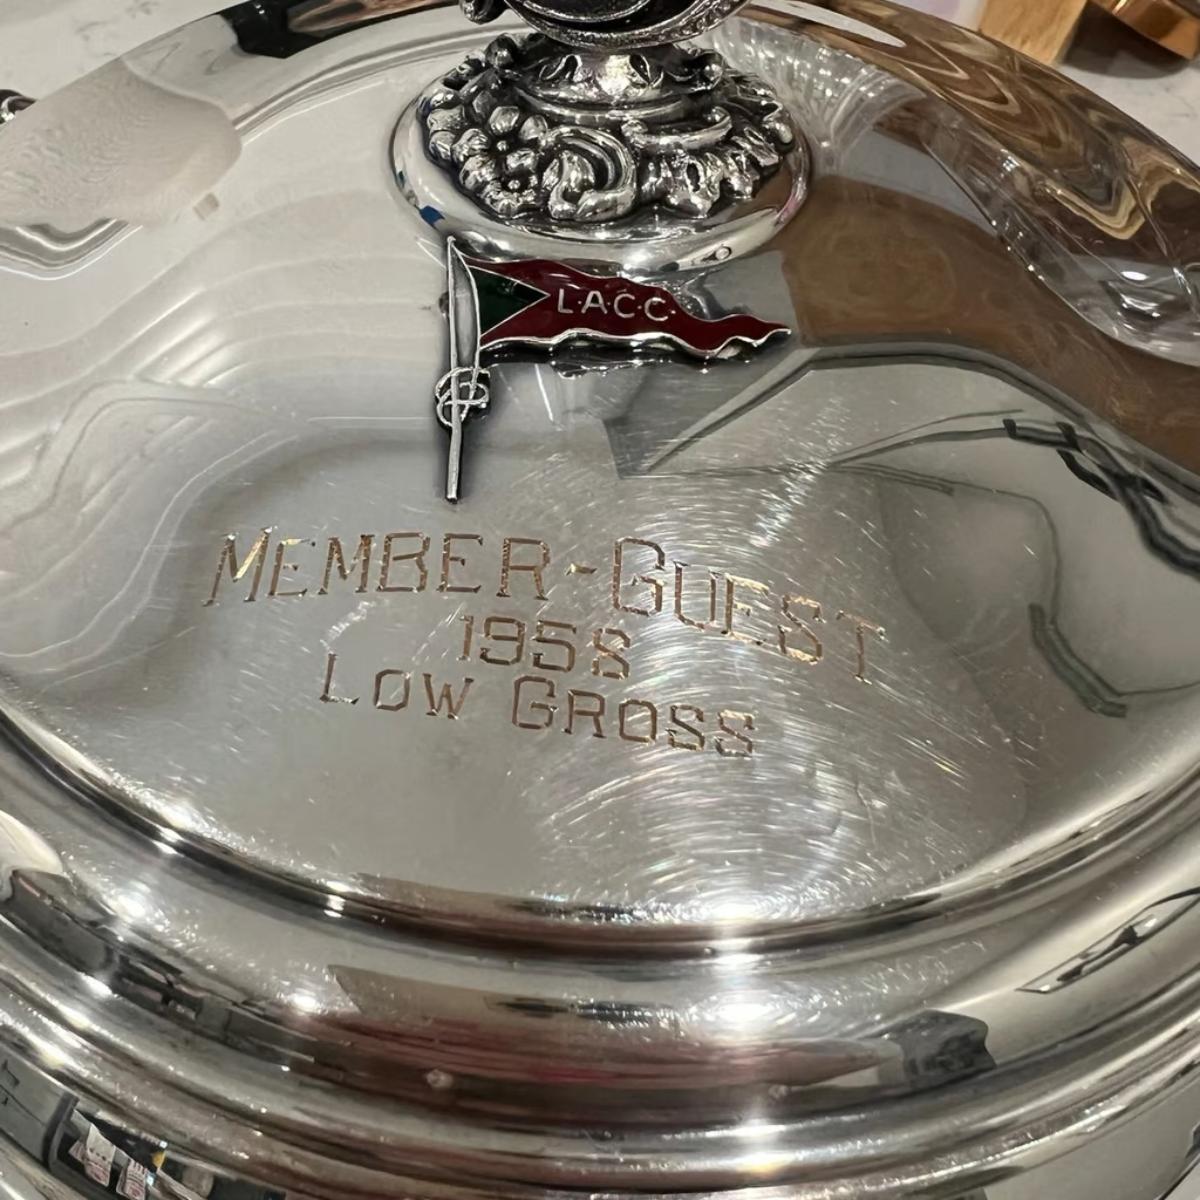 L·A·C·C·
MEMBER-GUEST
1958
LOW GROSS